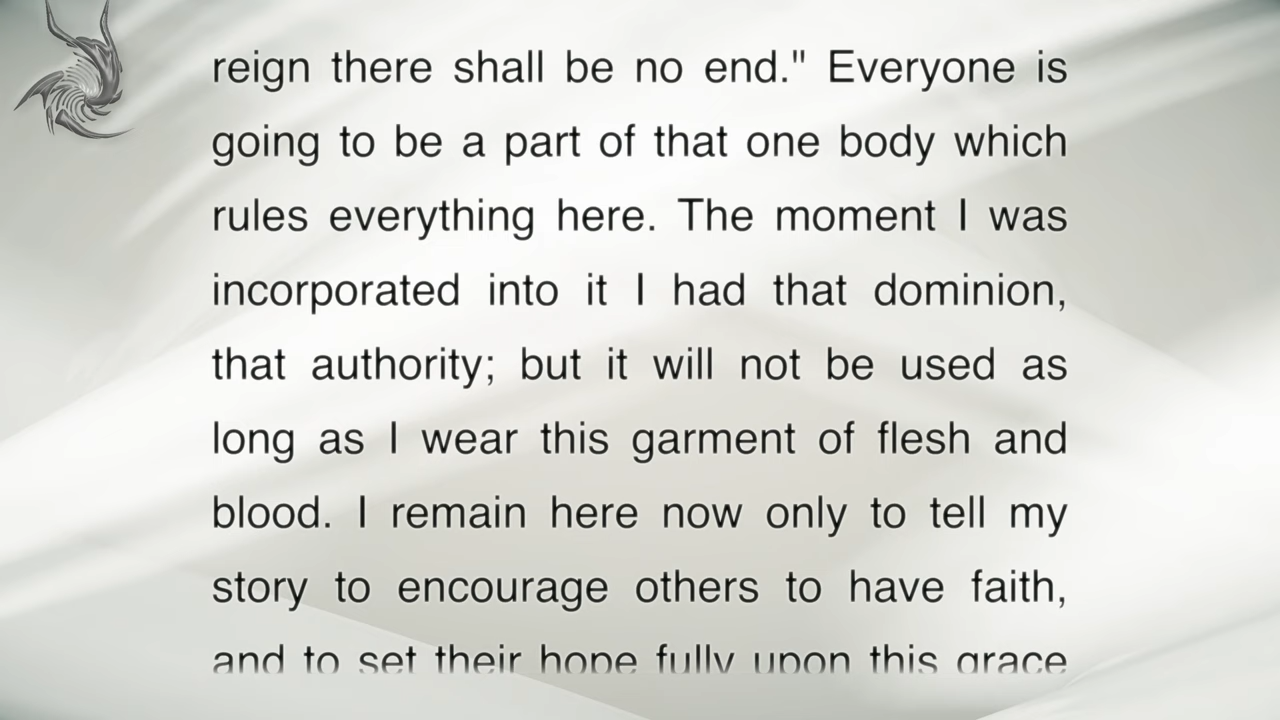 reign there shall be no end." Everyone is
going to be a part of that one body which
rules everything here. The moment I was
incorporated into it I had that dominion,
that authority; but it will not be used as
long as I wear this garment of flesh and
blood. I remain here now only to tell my
story to encourage others to have faith,
and to set their hope fully upon this grace